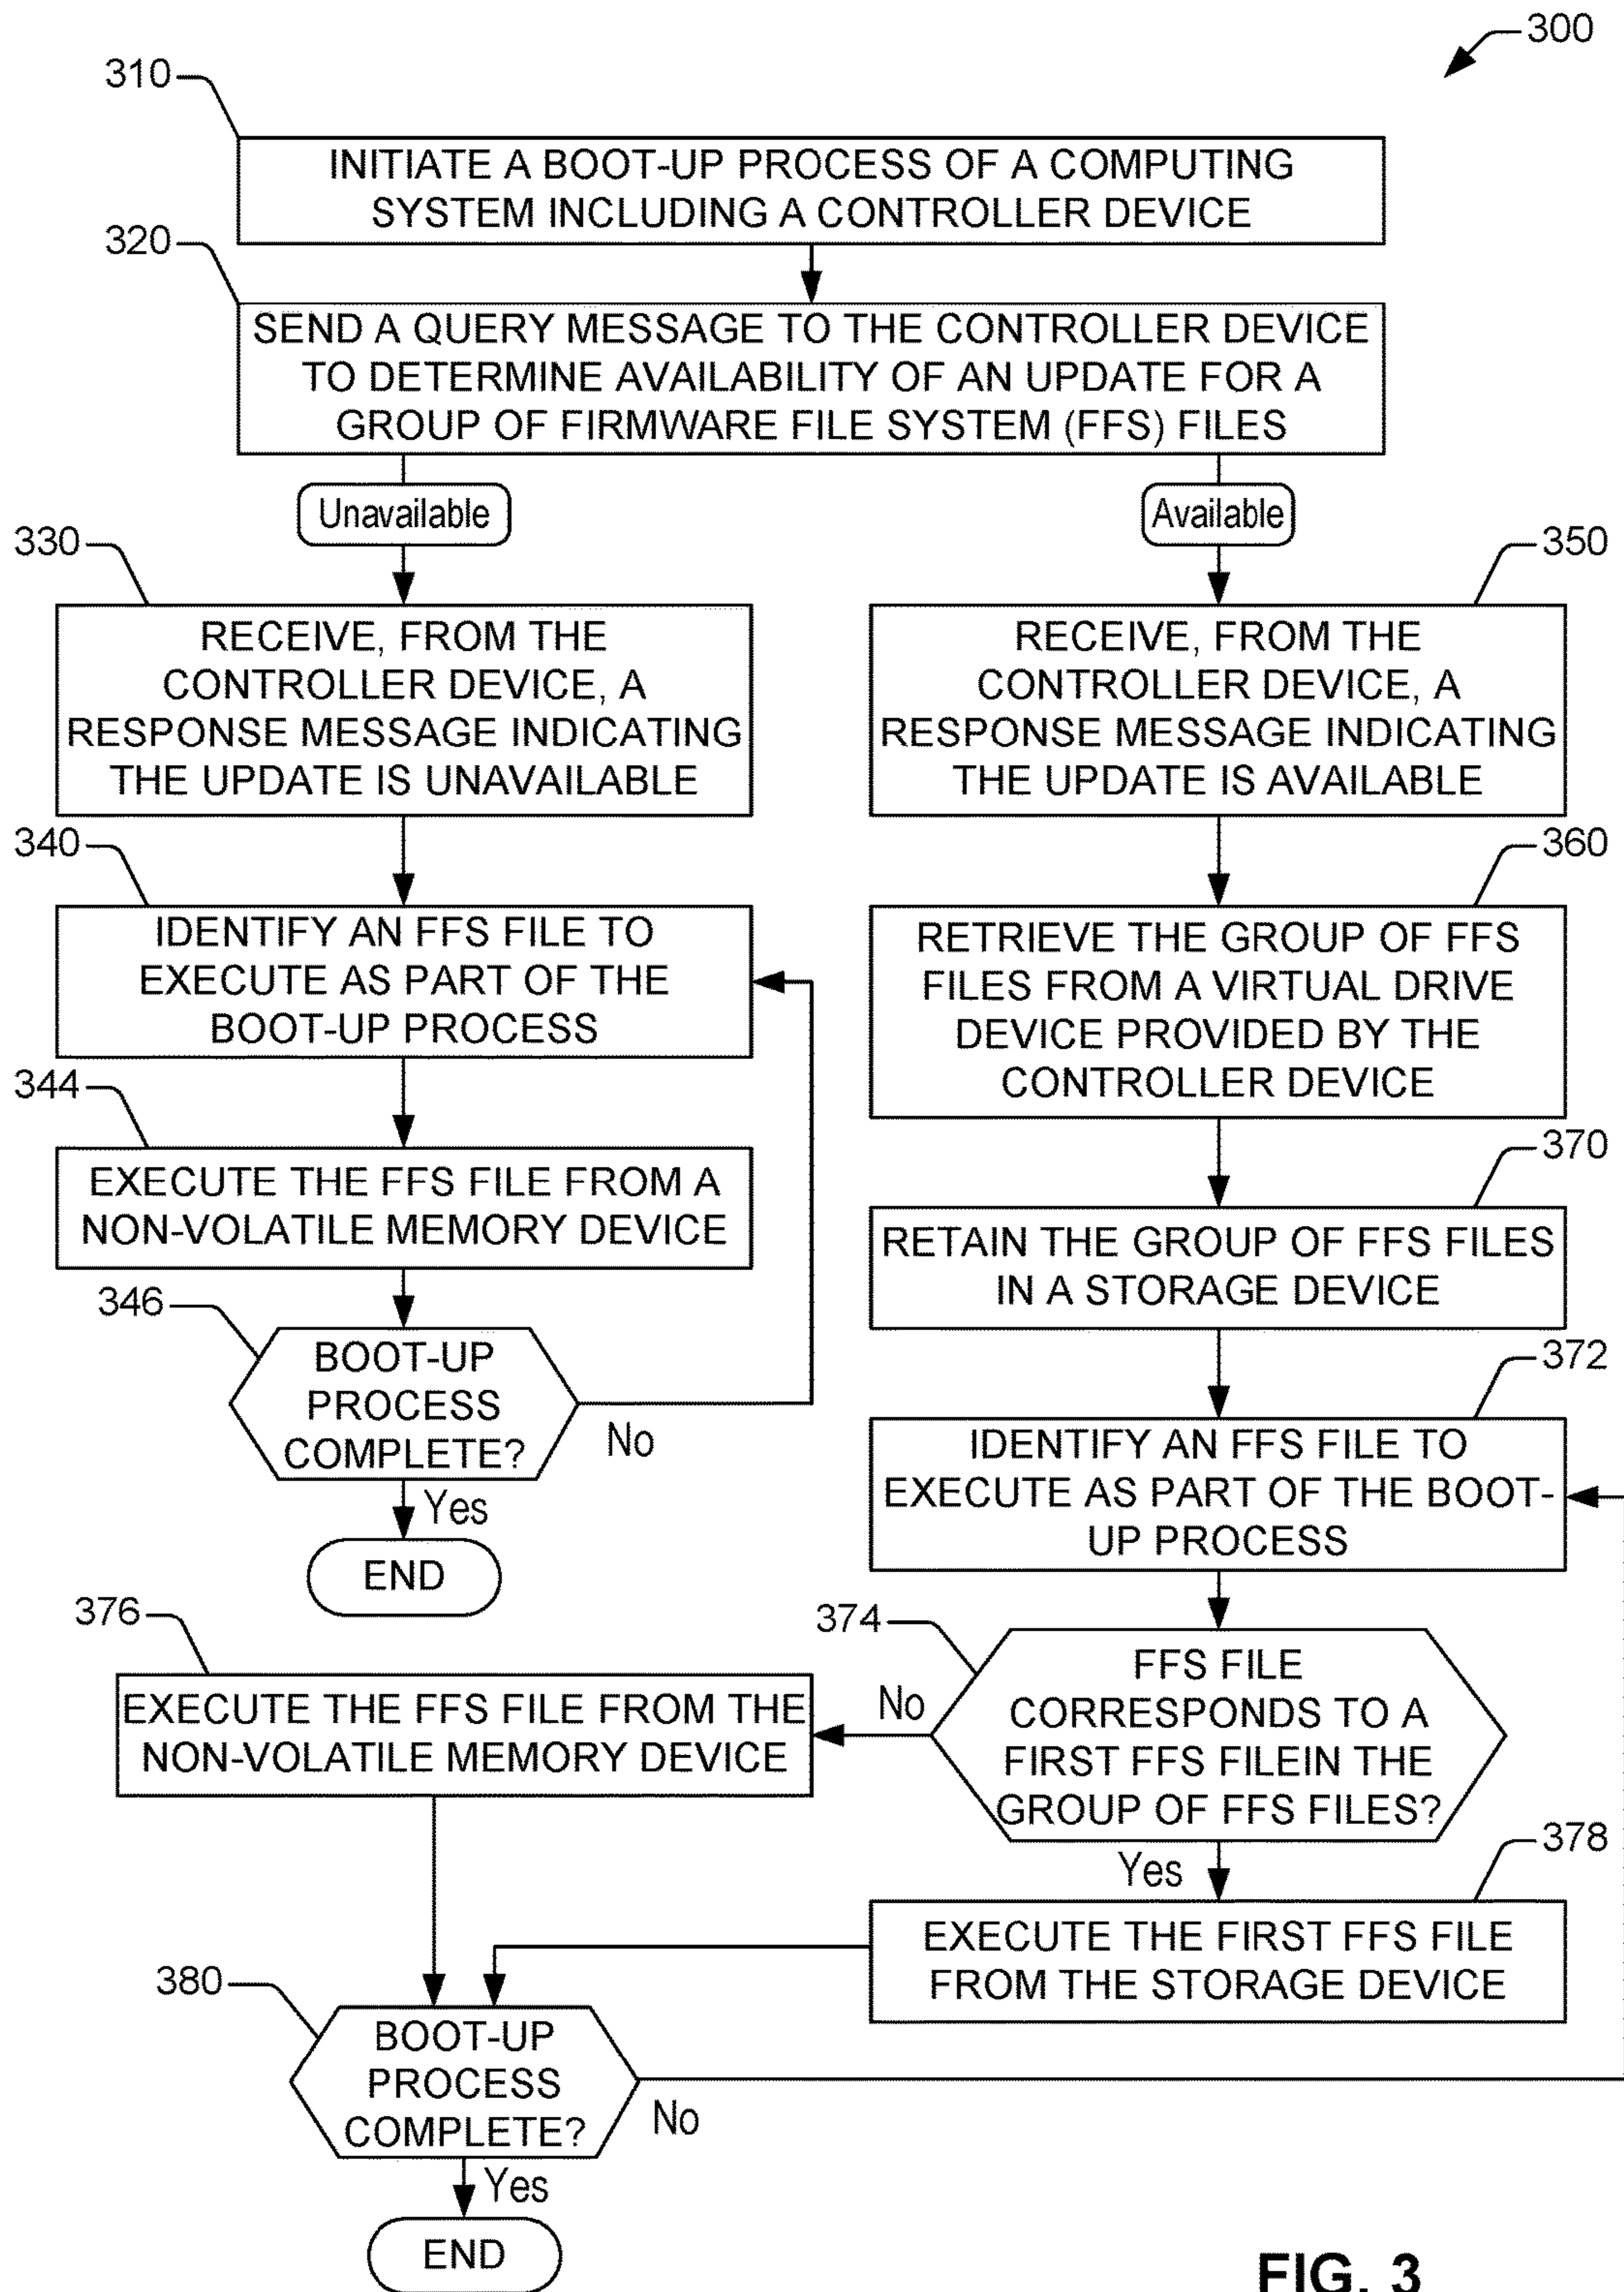 300
310
INITIATE A BOOT-UP PROCESS OF A COMPUTING
SYSTEM INCLUDING A CONTROLLER DEVICE
320
SEND A QUERY MESSAGE TO THE CONTROLLER DEVICE
TO DETERMINE AVAILABILITY OF AN UPDATE FOR A
GROUP OF FIRMWARE FILE SYSTEM (FFS) FILES
Unavailable
330
RECEIVE, FROM THE
CONTROLLER DEVICE, A
RESPONSE MESSAGE INDICATING
THE UPDATE IS UNAVAILABLE
340
IDENTIFY AN FFS FILE TO
EXECUTE AS PART OF THE
BOOT-UP PROCESS
344
EXECUTE THE FFS FILE FROM A
NON-VOLATILE MEMORY DEVICE
346
BOOT-UP
PROCESS
COMPLETE?
No
Yes
END
Available
350
RECEIVE, FROM THE
CONTROLLER DEVICE, A
RESPONSE MESSAGE INDICATING
THE UPDATE IS AVAILABLE
360
RETRIEVE THE GROUP OF FFS
FILES FROM A VIRTUAL DRIVE
DEVICE PROVIDED BY THE
CONTROLLER DEVICE
370
RETAIN THE GROUP OF FFS FILES
IN A STORAGE DEVICE
372
IDENTIFY AN FFS FILE TO
EXECUTE AS PART OF THE BOOT-
UP PROCESS
374
FFS FILE
CORRESPONDS TO A
FIRST FFS FILEIN THE
GROUP OF FFS FILES?
No
376
EXECUTE THE FFS FILE FROM THE
NON-VOLATILE MEMORY DEVICE
Yes
378
EXECUTE THE FIRST FFS FILE
FROM THE STORAGE DEVICE
380
BOOT-UP
PROCESS
COMPLETE?
No
Yes
END
FIG. 3